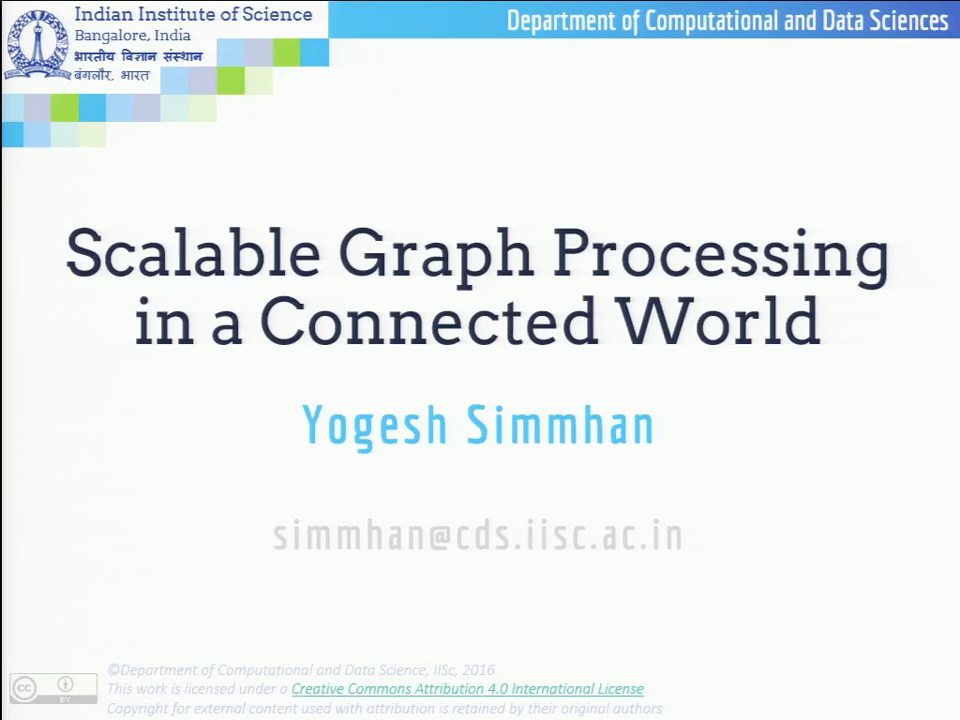 Indian Institute of Science
Bangalore, India
भारतीय विज्ञान संस्थान
बंगलौर, भारत
Department of Computational and Data Sciences
Scalable Graph Processing
in a Connected World
Yogesh Simmhan
simmhan@cds.iisc.ac.in
©Department of Computational and Data Science, IISc, 2016
This work is licensed under a Creative Commons Attribution 4.0 International License
Copyright for external content used with attribution is retained by their original authors
cc
BY